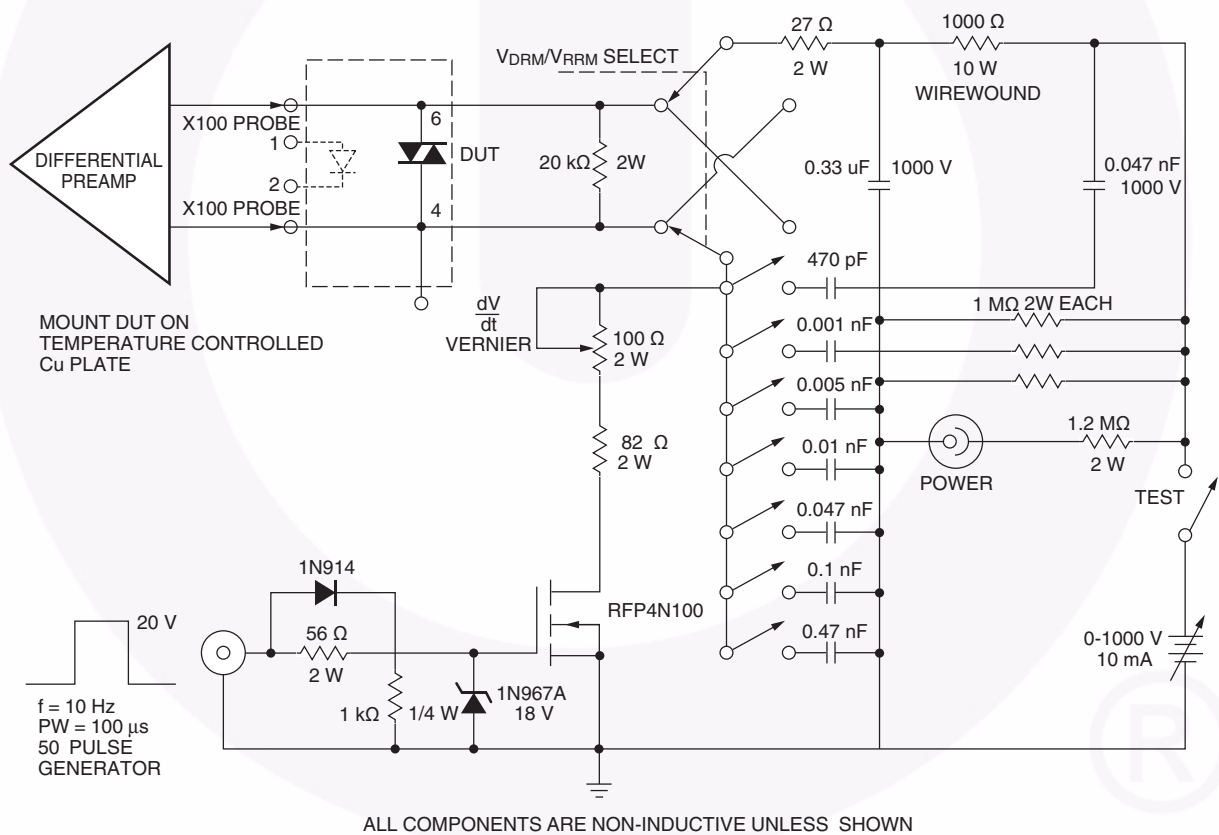 27 Ω
2 W
1000 Ω
10 W
WIREWOUND
VDRM/VRRM SELECT
X100 PROBE
1
2
X100 PROBE
DIFFERENTIAL
PREAMP
6
DUT
4
20 kΩ
2W
0.33 uF
1000 V
0.047 nF
1000 V
MOUNT DUT ON
TEMPERATURE CONTROLLED
Cu PLATE
dV
dt
VERNIER
100 Ω
2 W
82 Ω
2 W
470 pF
0.001 nF
0.005 nF
0.01 nF
0.047 nF
0.1 nF
0.47 nF
1 MΩ 2W EACH
1.2 MΩ
2 W
POWER
TEST
0-1000 V
10 mA
1N914
20 V
56 Ω
2 W
RFP4N100
1 kΩ
1/4 W
1N967A
18 V
f = 10 Hz
PW = 100 μs
50 PULSE
GENERATOR
®
ALL COMPONENTS ARE NON-INDUCTIVE UNLESS SHOWN